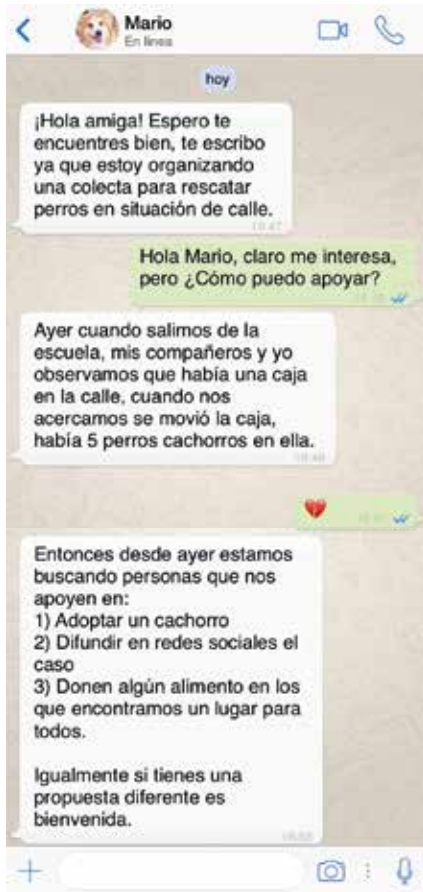 Mario
En línea
hoy
¡Hola amiga! Espero te
encuentres bien, te escribo
ya que estoy organizando
una colecta para rescatar
perros en situación de calle.
Hola Mario, claro me interesa,
pero ¿Cómo puedo apoyar?
Ayer cuando salimos de la
escuela, mis compañeros y yo
observamos que había una caja
en la calle, cuando nos
acercamos se movió la caja,
había 5 perros cachorros en ella.
Entonces desde ayer estamos
buscando personas que nos
apoyen en:
1) Adoptar un cachorro
2) Difundir en redes sociales el
caso
3) Donen algún alimento en los
que encontramos un lugar para
todos.
Igualmente si tienes una
propuesta diferente es
bienvenida.